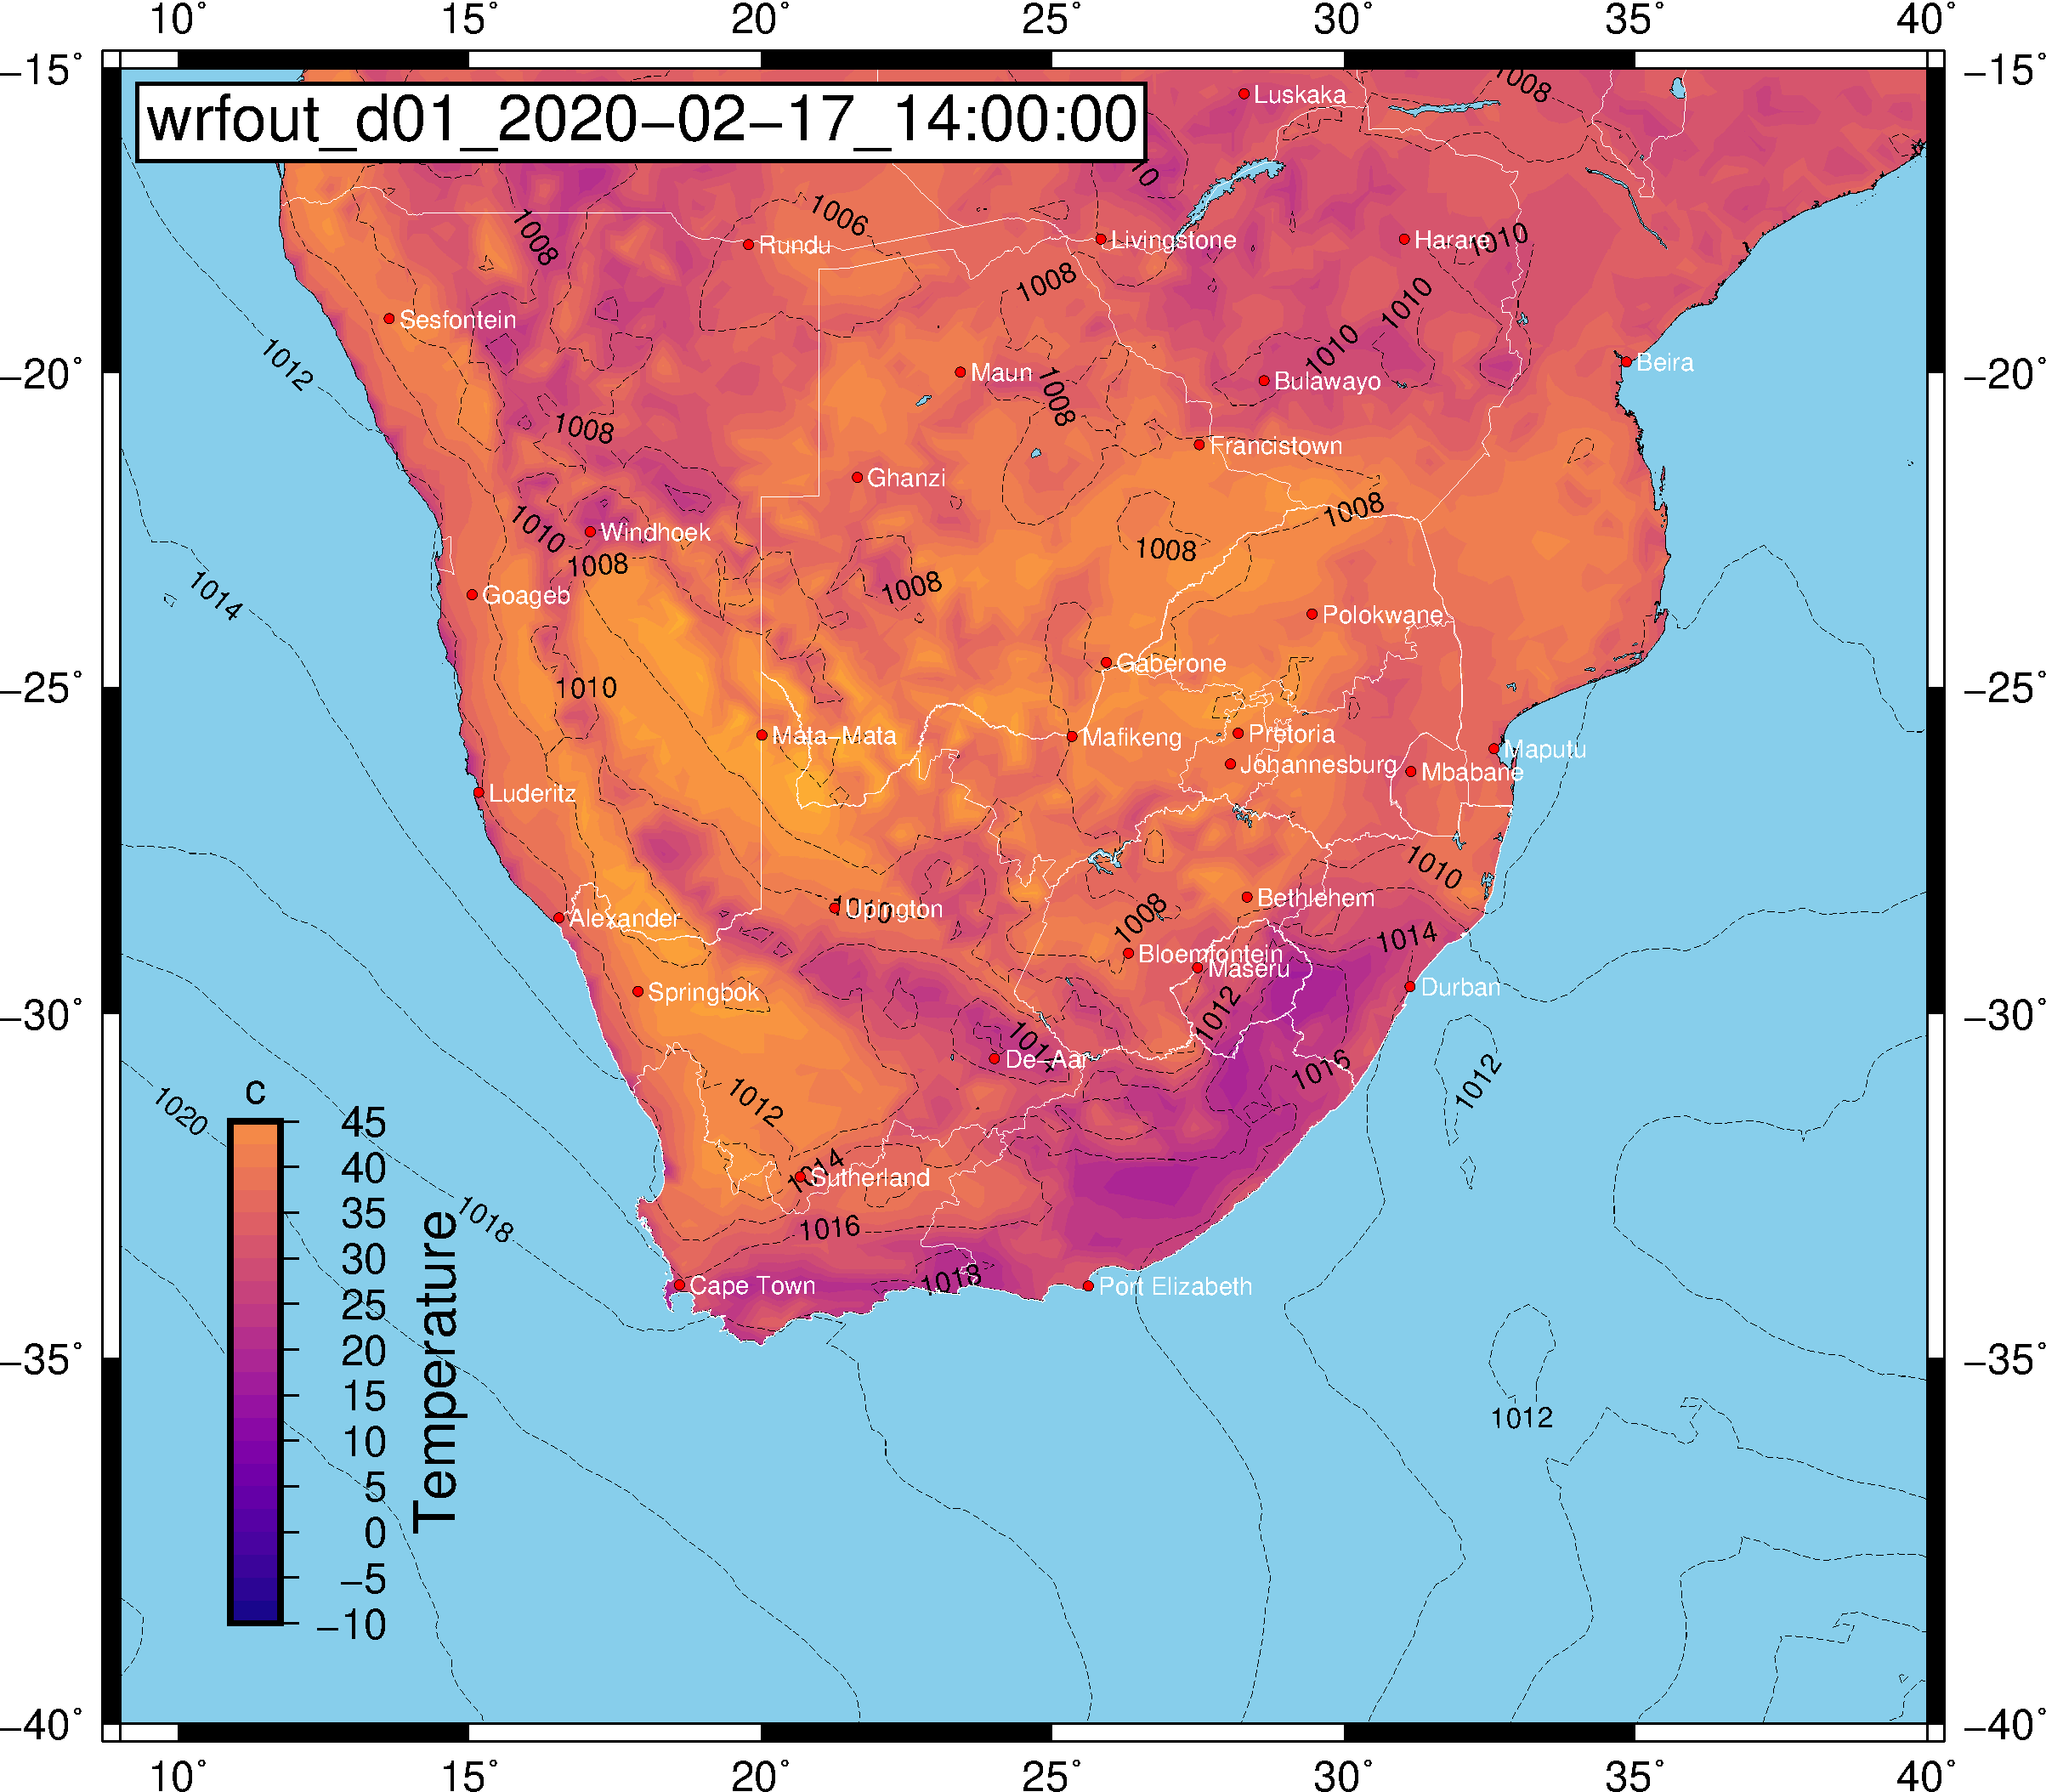 10° 15° 20° 25° 30° 35° 40°
−15° −15°
wrfout_d01_2020−02−17_14:00:00
1008
Luskaka
10
1006
1008
Rundu
Livingstone
Harare
1010
1008
1010
Sesfontein
1012
1010
Beira
−20° −20°
Maun
1008
Bulawayo
1008
Francistown
Ghanzi
1008
1010
Windhoek
1008
1008
1008
1014
Goageb
Polokwane
Gaberone
−25° −25°
1010
Mata−Mata
Mafikeng
Pretoria
Johannesburg
Maputu
Mbabane
Luderitz
1010
Bethlehem
1010
Upington
1008
Alexander
1014
Bloemfontein
Maseru
Durban
Springbok
1012
−30° −30°
1014
De−Aar
1016
1012
1012
1020
c
45
40
35
30
25
20
15
10
5
0
−5
−10
Temperature
1014
Sutherland
1018
1016
1018
Cape Town
Port Elizabeth
−35° −35°
1012
−40° −40°
10° 15° 20° 25° 30° 35° 40°